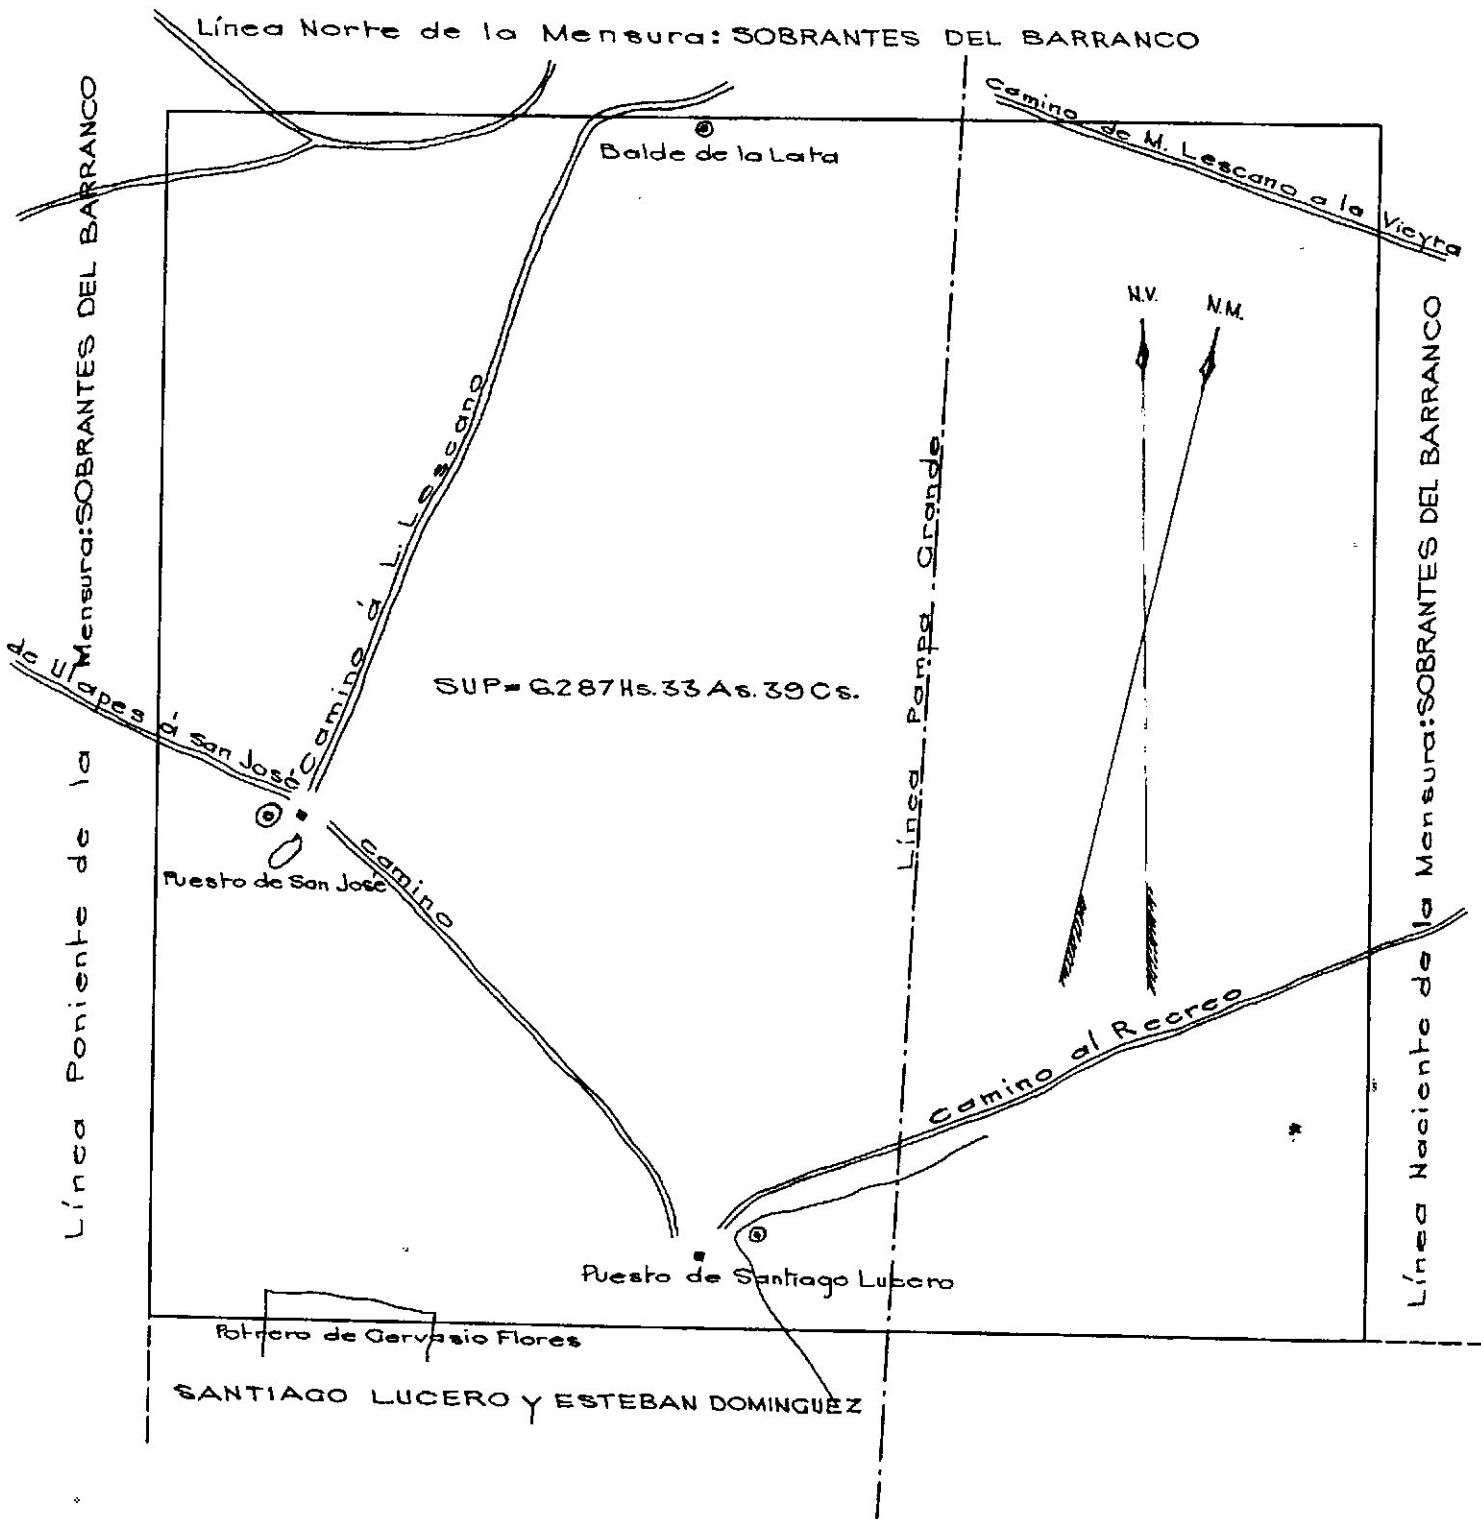 Línea Norte de la Mensura: SOBRANTES DEL BARRANCO
Camino de M. Lescano a la Vieyra
Balde de la Lata
Línea Poniente de la Mensura: SOBRANTES DEL BARRANCO
N.V.
N.M.
Camino á L. Lescano
Línea Pampa Grande
Línea Naciente de la Mensura: SOBRANTES DEL BARRANCO
de Ulapes á San José
SUP= 6287 Hs. 33 As. 39 Cs.
Puesto de San José
camino
Camino al Recreo
Puesto de Santiago Lucero
Potrero de Gervasio Flores
SANTIAGO LUCERO Y ESTEBAN DOMINGUEZ